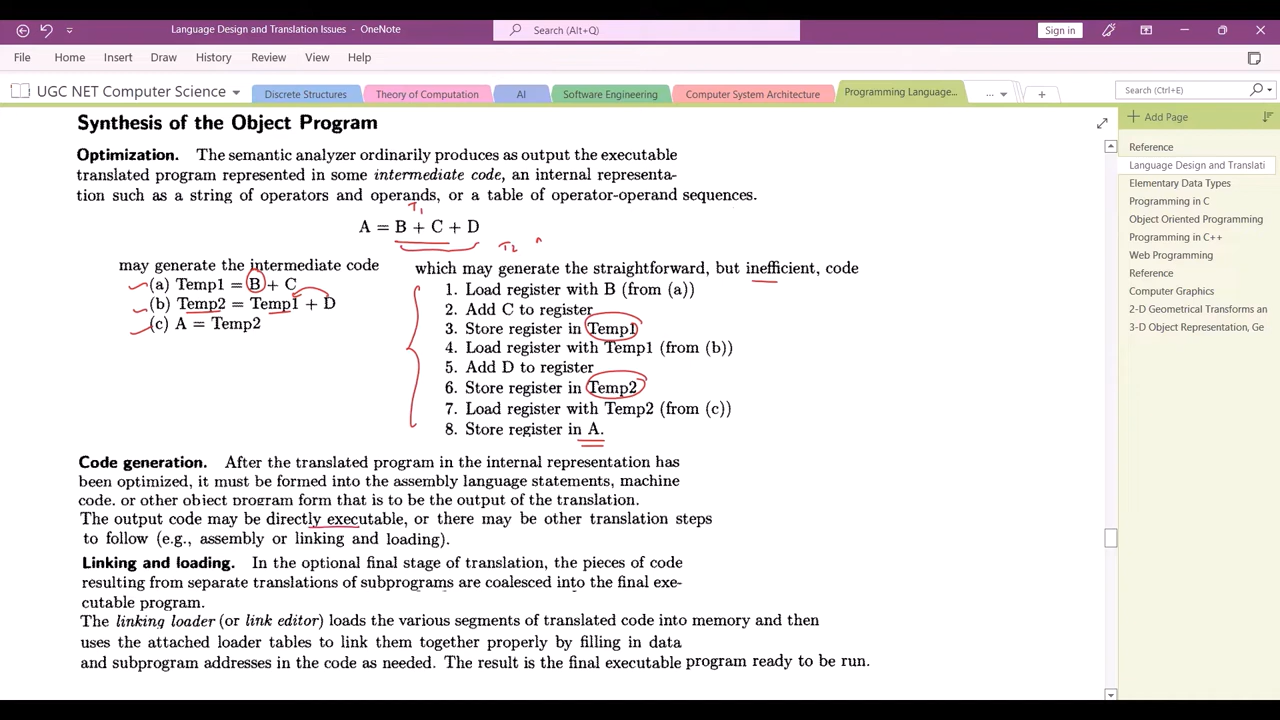 Language Design and Translation Issues - OneNote
Search (Alt+Q)
Sign in
File Home Insert Draw History Review View Help
UGC NET Computer Science
Discrete Structures Theory of Computation AI Software Engineering Computer System Architecture Programming Language... ...
Search (Ctrl+E)
Add Page
Reference
Language Design and Translati
Elementary Data Types
Programming in C
Object Oriented Programming
Programming in C++
Web Programming
Reference
Computer Graphics
2-D Geometrical Transforms an
3-D Object Representation, Ge
Synthesis of the Object Program
Optimization. The semantic analyzer ordinarily produces as output the executable
translated program represented in some intermediate code, an internal representa-
tion such as a string of operators and operands, or a table of operator-operand sequences.
T1
A = B + C + D
T2
may generate the intermediate code
(a) Temp1 = B + C
(b) Temp2 = Temp1 + D
(c) A = Temp2
which may generate the straightforward, but inefficient, code
1. Load register with B (from (a))
2. Add C to register
3. Store register in Temp1
4. Load register with Temp1 (from (b))
5. Add D to register
6. Store register in Temp2
7. Load register with Temp2 (from (c))
8. Store register in A.
Code generation. After the translated program in the internal representation has
been optimized, it must be formed into the assembly language statements, machine
code. or other object program form that is to be the output of the translation.
The output code may be directly executable, or there may be other translation steps
to follow (e.g., assembly or linking and loading).
Linking and loading. In the optional final stage of translation, the pieces of code
resulting from separate translations of subprograms are coalesced into the final exe-
cutable program.
The linking loader (or link editor) loads the various segments of translated code into memory and then
uses the attached loader tables to link them together properly by filling in data
and subprogram addresses in the code as needed. The result is the final executable program ready to be run.